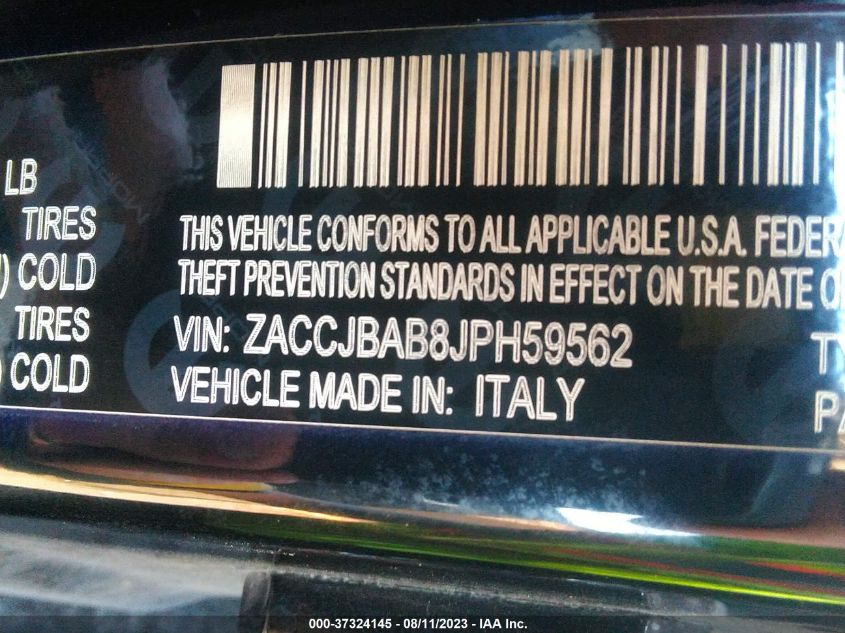 LB
TIRES
COLD
TIRES
COLD
THIS VEHICLE CONFORMS TO ALL APPLICABLE U.S.A. FEDERA
THEFT PREVENTION STANDARDS IN EFFECT ON THE DATE O
VIN: ZACCJBAB8JPH59562
VEHICLE MADE IN: ITALY
000-37324145 - 08/11/2023 - IAA Inc.